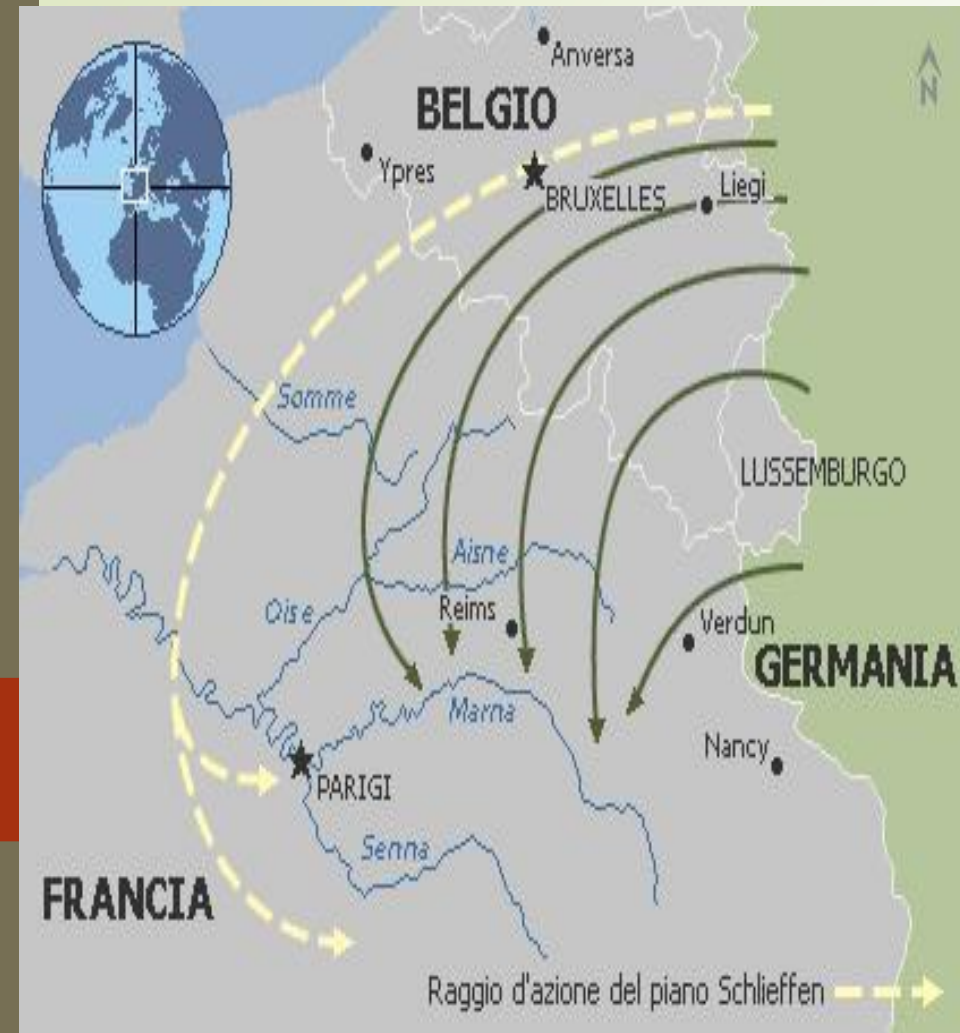 N
Anversa
BELGIO
Ypres
BRUXELLES
Liegi
Somme
LUSSEMBURGO
Aisne
Oise
Reims
Verdun
GERMANIA
Marna
Nancy
PARIGI
Senna
FRANCIA
Raggio d'azione del piano Schlieffen